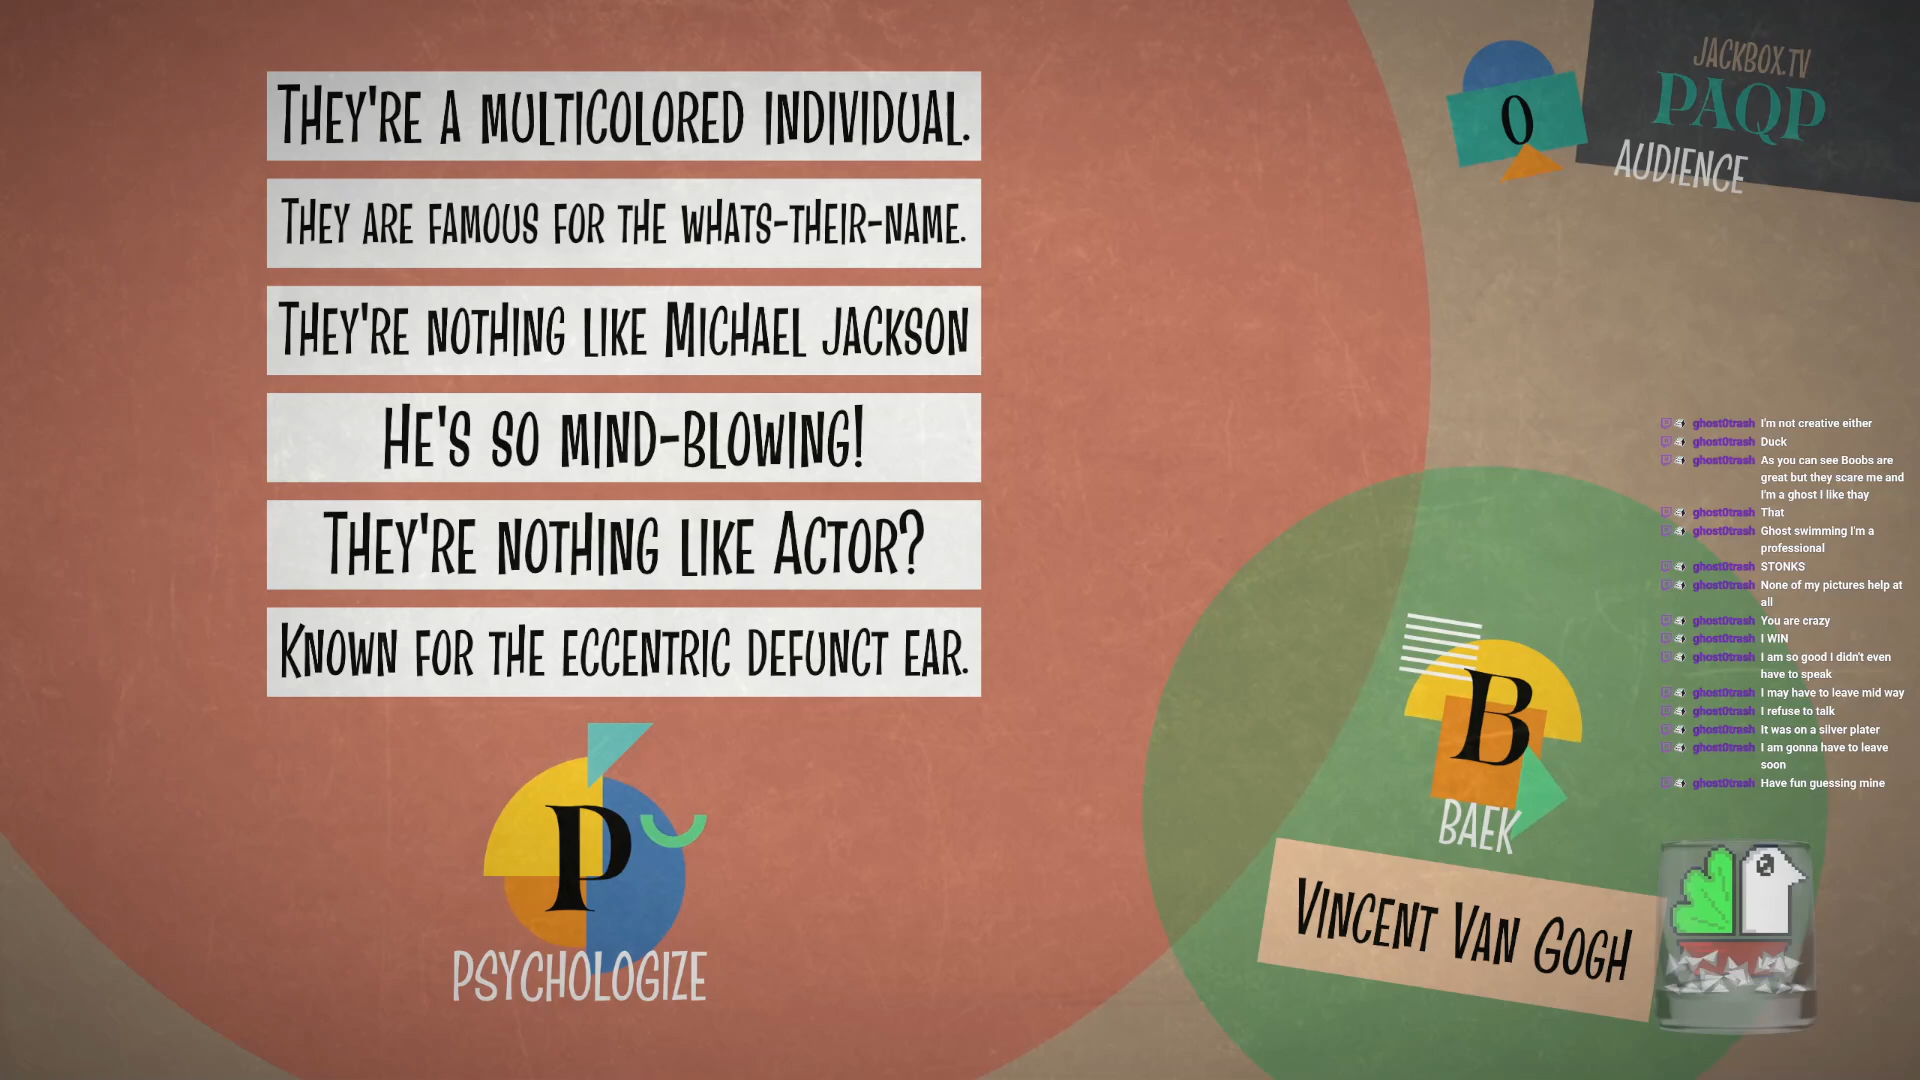 THEY'RE A MULTICOLORED INDIVIDUAL.
THEY ARE FAMOUS FOR THE WHATS-THEIR-NAME.
THEY'RE NOTHING LIKE MICHAEL JACKSON
HE'S SO MIND-BLOWING!
THEY'RE NOTHING LIKE ACTOR?
KNOWN FOR THE ECCENTRIC DEFUNCT EAR.
P
PSYCHOLOGIZE
0
JACKBOX.TV
PAQP
AUDIENCE
ghost0trash I'm not creative either
ghost0trash Duck
ghost0trash As you can see Boobs are
great but they scare me and
I'm a ghost I like thay
ghost0trash That
ghost0trash Ghost swimming I'm a
professional
ghost0trash STONKS
ghost0trash None of my pictures help at
all
ghost0trash You are crazy
ghost0trash I WIN
ghost0trash I am so good I didn't even
have to speak
ghost0trash I may have to leave mid way
ghost0trash I refuse to talk
ghost0trash It was on a silver plater
ghost0trash I am gonna have to leave
soon
ghost0trash Have fun guessing mine
B
BAEK
VINCENT VAN GOGH